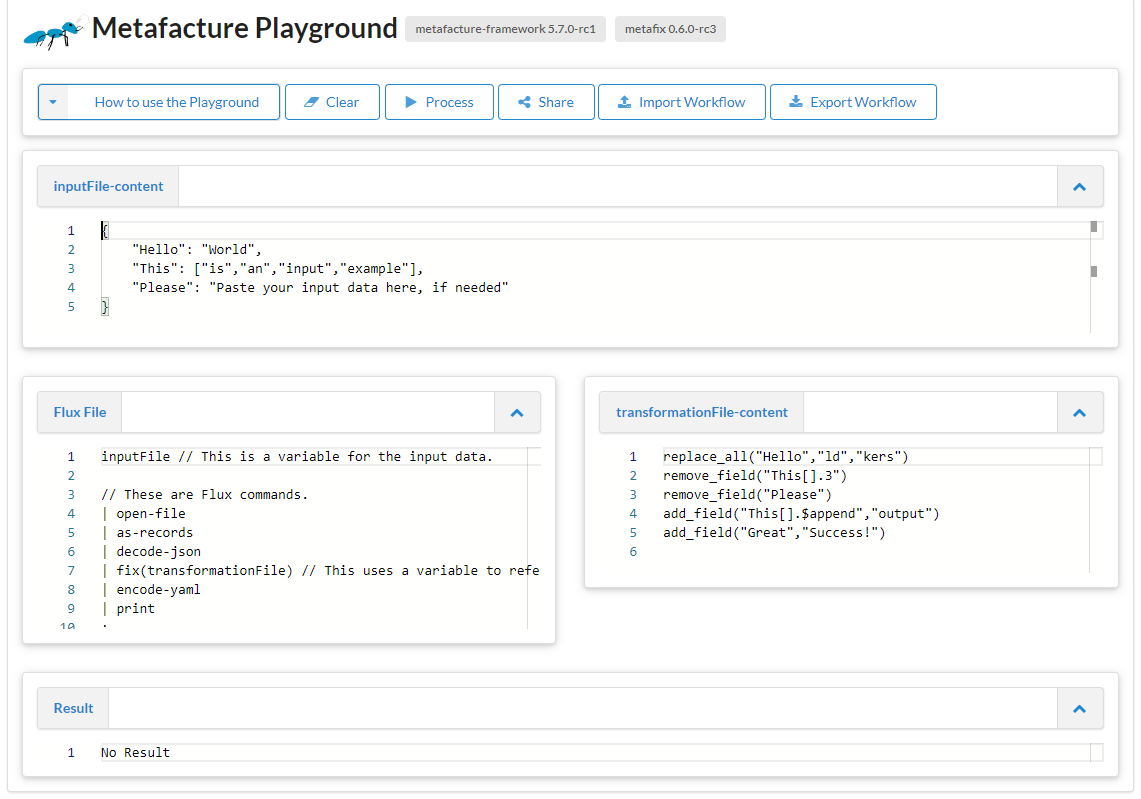 Metafacture Playground metafacture-framework 5.7.0-rc1 metafix 0.6.0-rc3
How to use the Playground Clear Process Share Import Workflow Export Workflow
inputFile-content
1 {
2 "Hello": "World",
3 "This": ["is","an","input","example"],
4 "Please": "Paste your input data here, if needed"
5 }
Flux File
1 inputFile // This is a variable for the input data.
2
3 // These are Flux commands.
4 | open-file
5 | as-records
6 | decode-json
7 | fix(transformationFile) // This uses a variable to refe
8 | encode-yaml
9 | print
10 ;
transformationFile-content
1 replace_all("Hello","ld","kers")
2 remove_field("This[].3")
3 remove_field("Please")
4 add_field("This[].$append","output")
5 add_field("Great","Success!")
6
Result
1 No Result